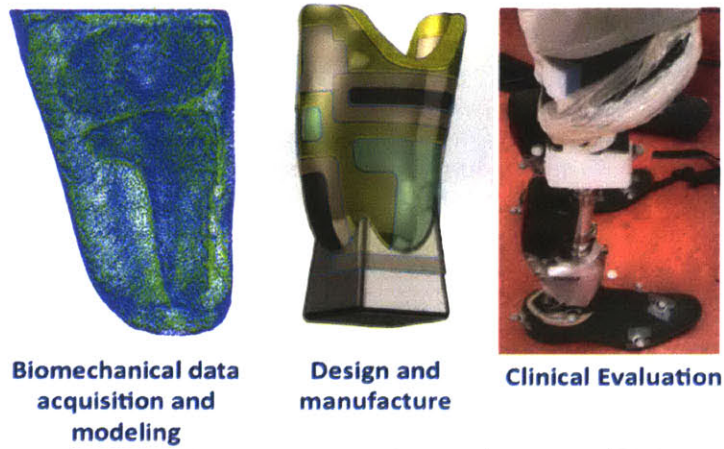 Biomechanical data
acquisition and
modeling
Design and
manufacture
Clinical Evaluation